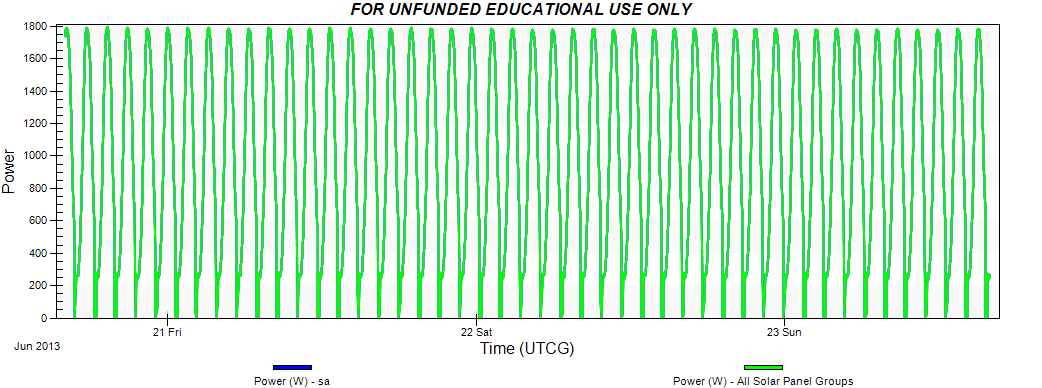 FOR UNFUNDED EDUCATIONAL USE ONLY
1800
1600
1400
1200
1000
800
600
400
200
0
Power
21 Fri
22 Sat
23 Sun
Jun 2013
Time (UTCG)
Power (W) - sa
Power (W) - All Solar Panel Groups